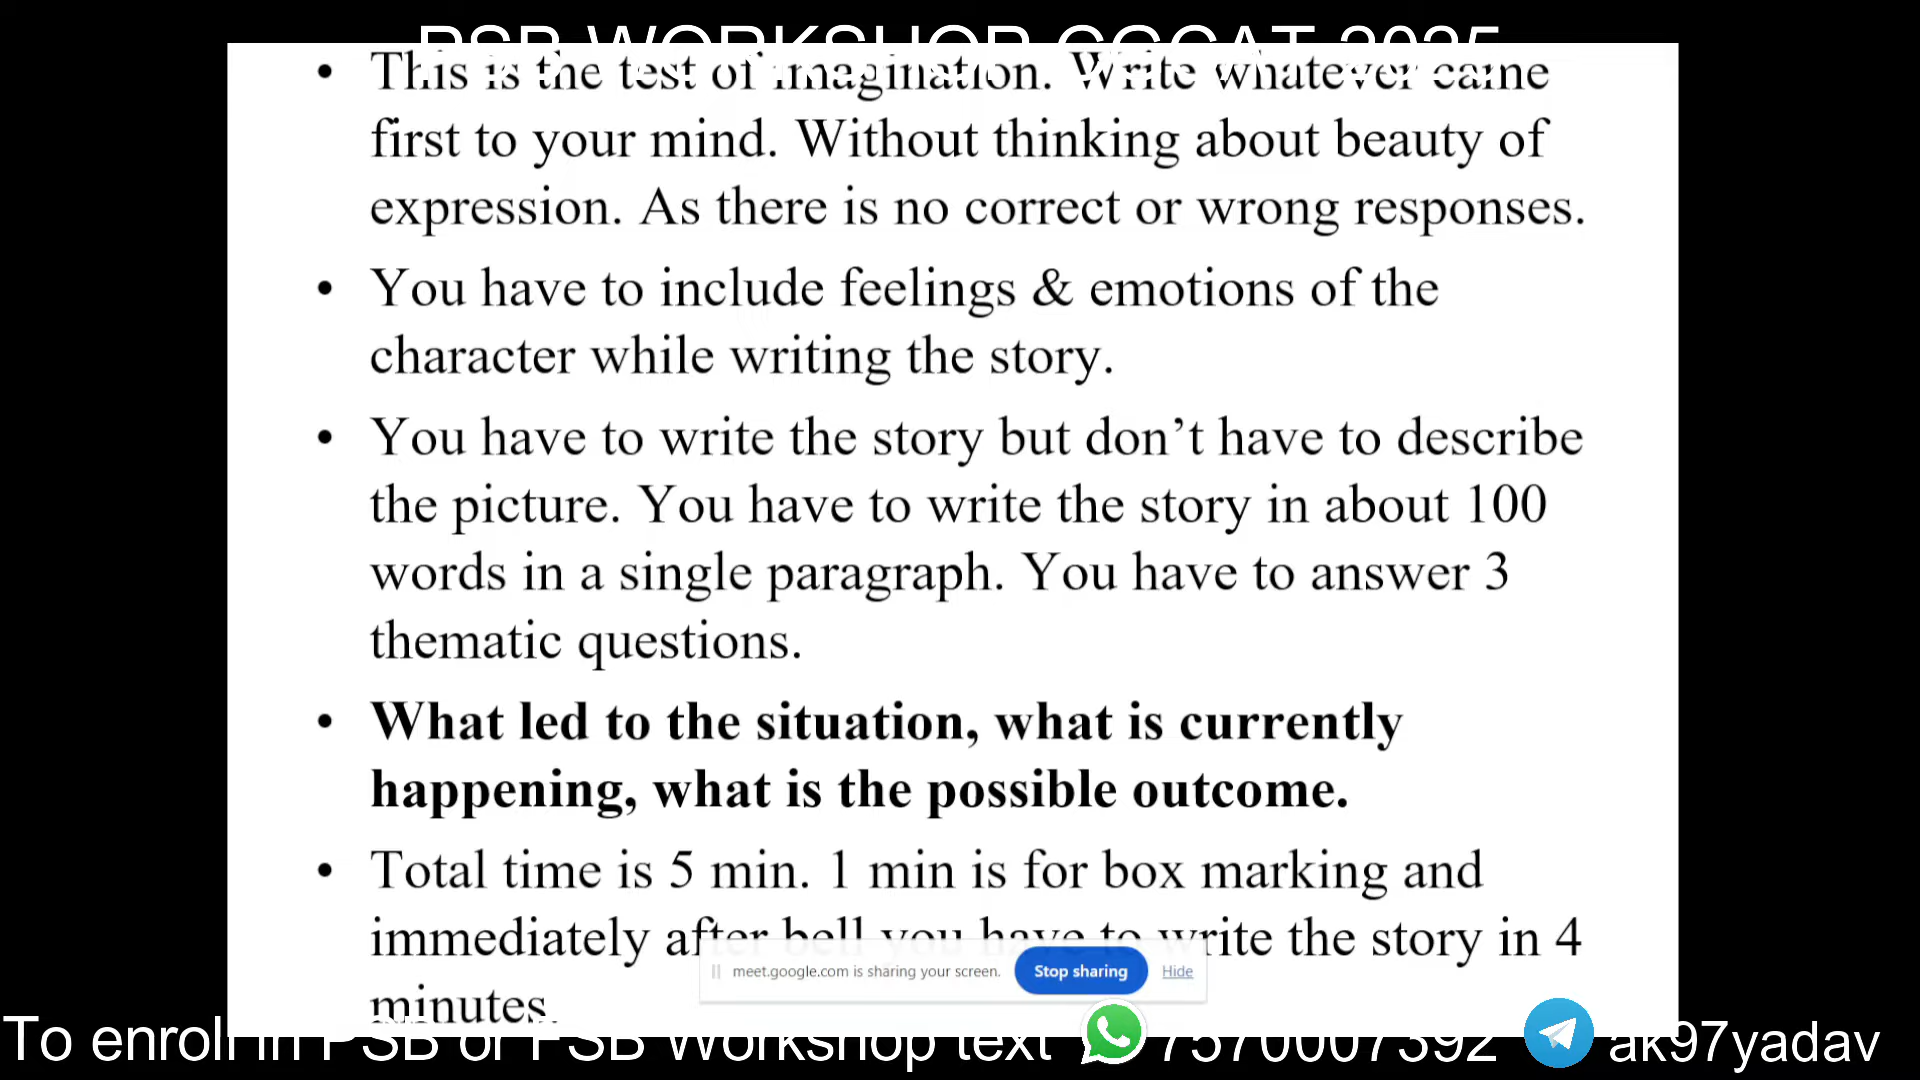 PSB WORKSHOP CGCAT 2025
• This is the test of imagination. Write whatever came
first to your mind. Without thinking about beauty of
expression. As there is no correct or wrong responses.
• You have to include feelings & emotions of the
character while writing the story.
• You have to write the story but don’t have to describe
the picture. You have to write the story in about 100
words in a single paragraph. You have to answer 3
thematic questions.
• What led to the situation, what is currently
happening, what is the possible outcome.
• Total time is 5 min. 1 min is for box marking and
immediately after bell you have to write the story in 4
minutes.
meet.google.com is sharing your screen. Stop sharing Hide
To enroll in PSB or FSB Workshop text 7570007392 ak97yadav